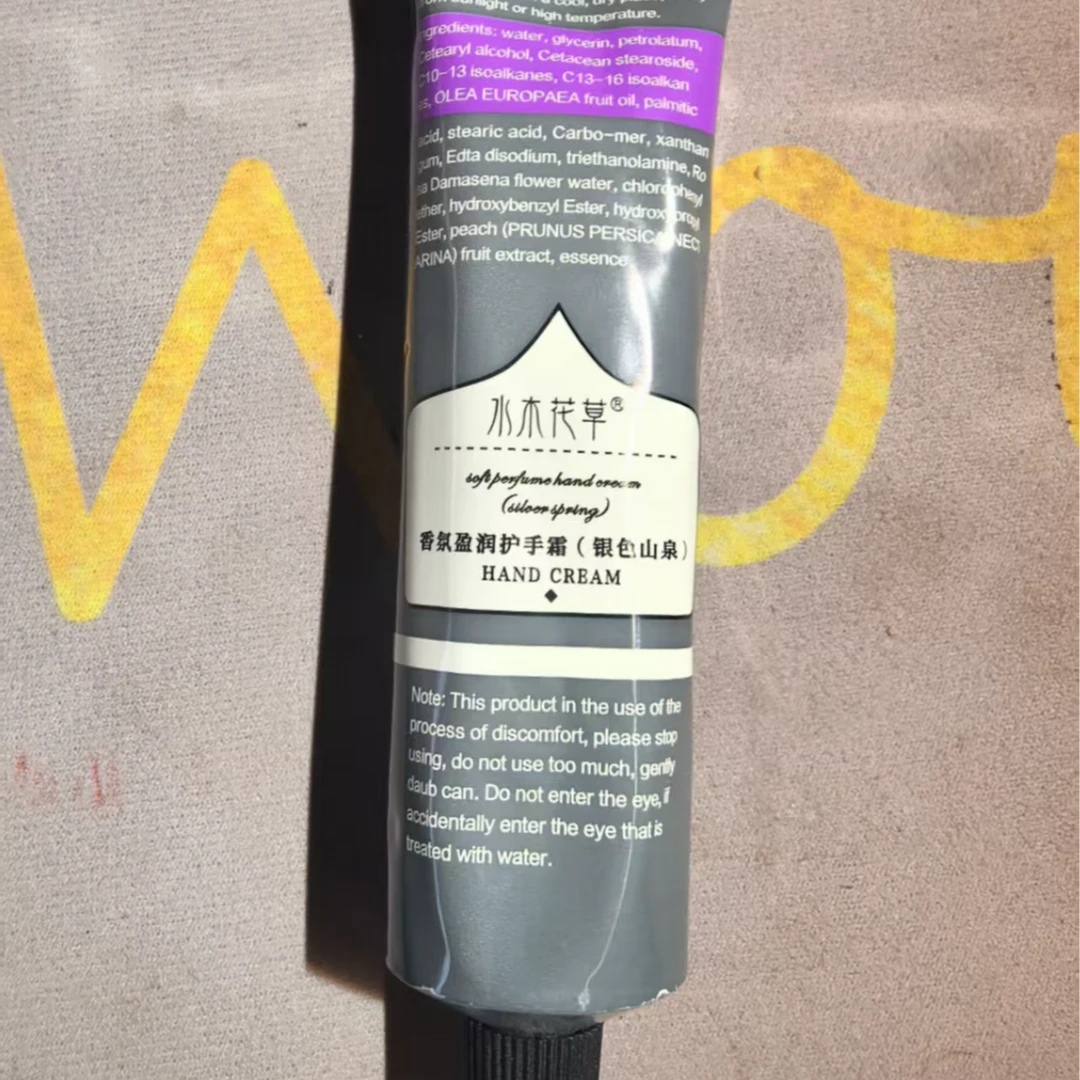 sunlight or high temperature.
ngredients: water, glycerin, petrolatum,
Cetearyl alcohol, Cetacean stearoside,
C10-13 isoalkanes, C13-16 isoalkan
es, OLEA EUROPAEA fruit oil, palmitic
acid, stearic acid, Carbo-mer, xanthan
gum, Edta disodium, triethanolamine, Ro
sa Damasena flower water, chlorophenyl
ether, hydroxybenzyl Ester, hydroxypropyl
Ester, peach (PRUNUS PERSICA NECT
ARINA) fruit extract, essence
水木花草®
soft perfume hand cream
(silver spring)
香氛盈润护手霜（银色山泉）
HAND CREAM
Note: This product in the use of the
process of discomfort, please stop
using, do not use too much, gently
daub can. Do not enter the eye, if
accidentally enter the eye that is
treated with water.